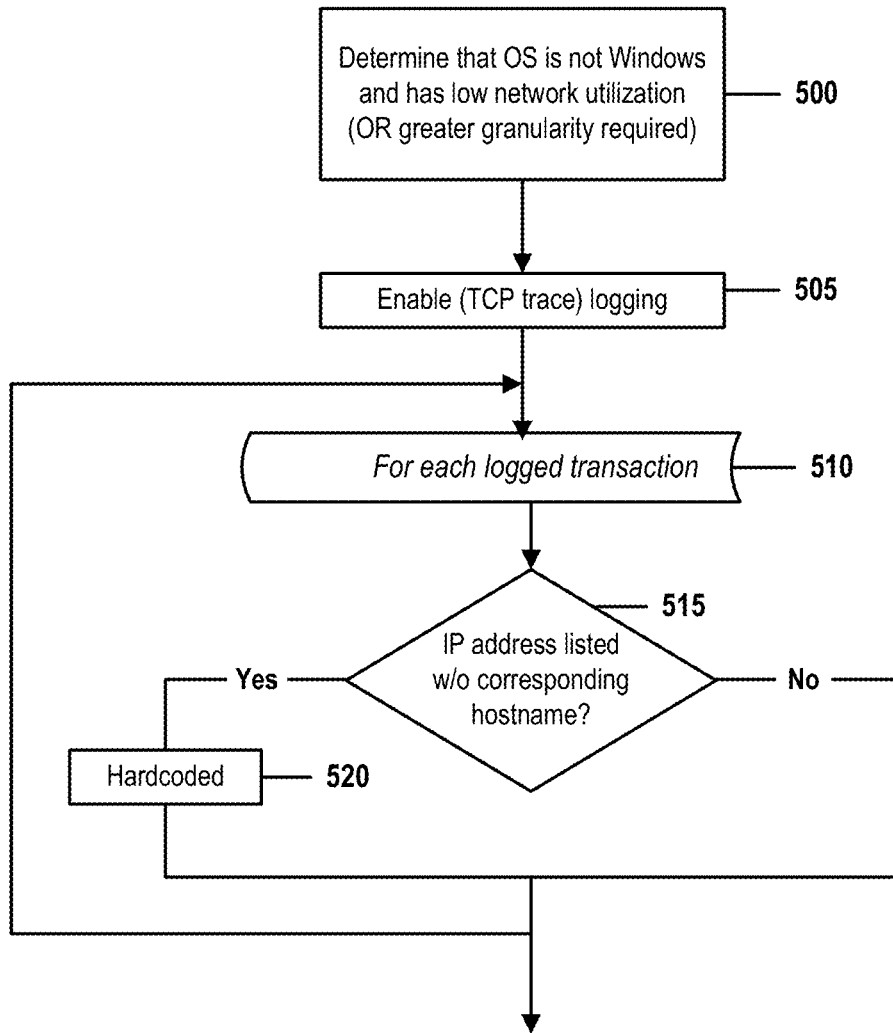 Determine that OS is not Windows
and has low network utilization
(OR greater granularity required)
500
Enable (TCP trace) logging
505
For each logged transaction
510
515
IP address listed
w/o corresponding
hostname?
Yes
No
Hardcoded
520